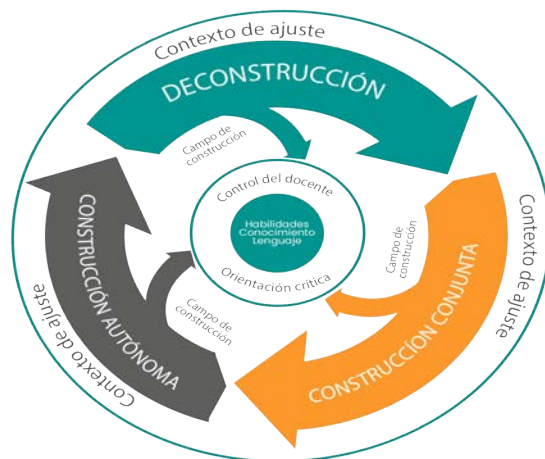 Contexto de ajuste
DECONSTRUCCIÓN
Campo de
construcción
Control del docente
Habilidades
Conocimiento
Lenguaje
Orientación crítica
Contexto de ajuste
CONSTRUCCÍON CONJUNTA
Campo de
construcción
Contexto de ajuste
CONSTRUCCIÓN AUTÓNOMA
Campo de
construcción